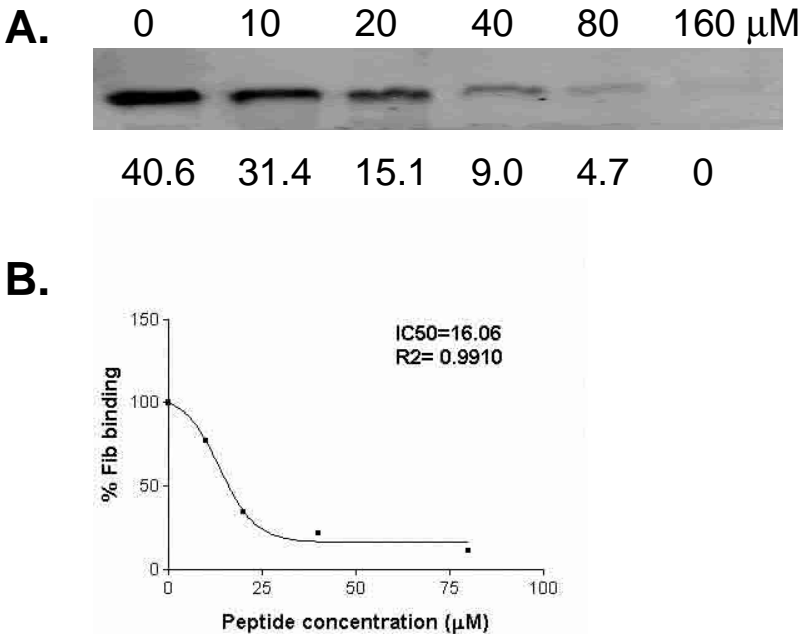 A. 0 10 20 40 80 160 μM
40.6 31.4 15.1 9.0 4.7 0
B.
150
IC50=16.06
R2= 0.9910
100
50
0
% Fib binding
0 25 50 75 100
Peptide concentration (μM)